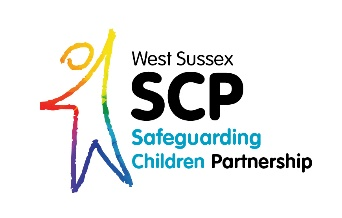 West Sussex
SCP
Safeguarding
Children Partnership